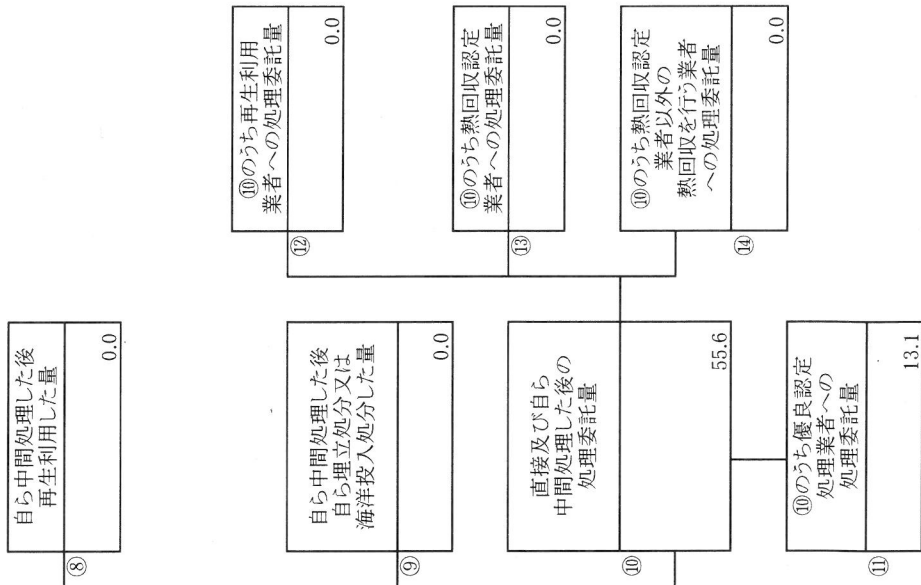 ⑧
自ら中間処理した後
再生利用した量
0.0
⑨
自ら中間処理した後
自ら埋立処分又は
海洋投入処分した量
0.0
⑩
直接及び自ら
中間処理した後の
処理委託量
55.6
⑪
⑩のうち優良認定
処理業者への
処理委託量
13.1
⑫
⑩のうち再生利用
業者への処理委託量
0.0
⑬
⑩のうち熱回収認定
業者への処理委託量
0.0
⑭
⑩のうち熱回収認定
業者以外の
熱回収を行う業者
への処理委託量
0.0